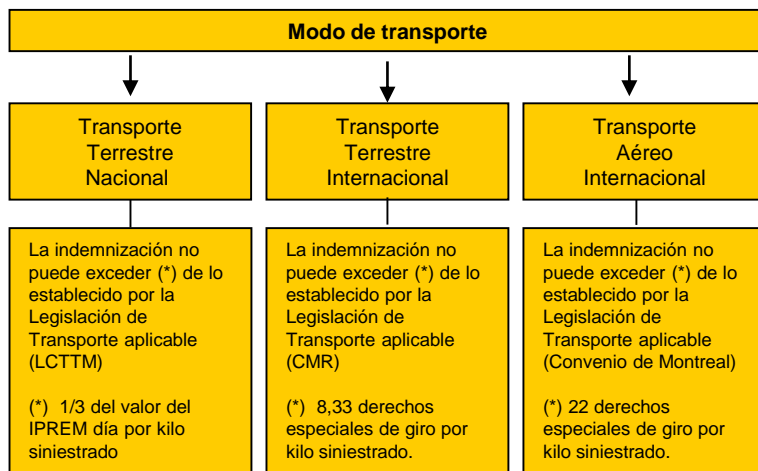 Modo de transporte
Transporte
Terrestre
Nacional
Transporte
Terrestre
Internacional
Transporte
Aéreo
Internacional
La indemnización no
puede exceder (*) de lo
establecido por la
Legislación de
Transporte aplicable
(LCTTM)
(*) 1/3 del valor del
IPREM día por kilo
siniestrado
La indemnización no
puede exceder (*) de lo
establecido por la
Legislación de
Transporte aplicable
(CMR)
(*) 8,33 derechos
especiales de giro por
kilo siniestrado.
La indemnización no
puede exceder (*) de lo
establecido por la
Legislación de
Transporte aplicable
(Convenio de Montreal)
(*) 22 derechos
especiales de giro por
kilo siniestrado.